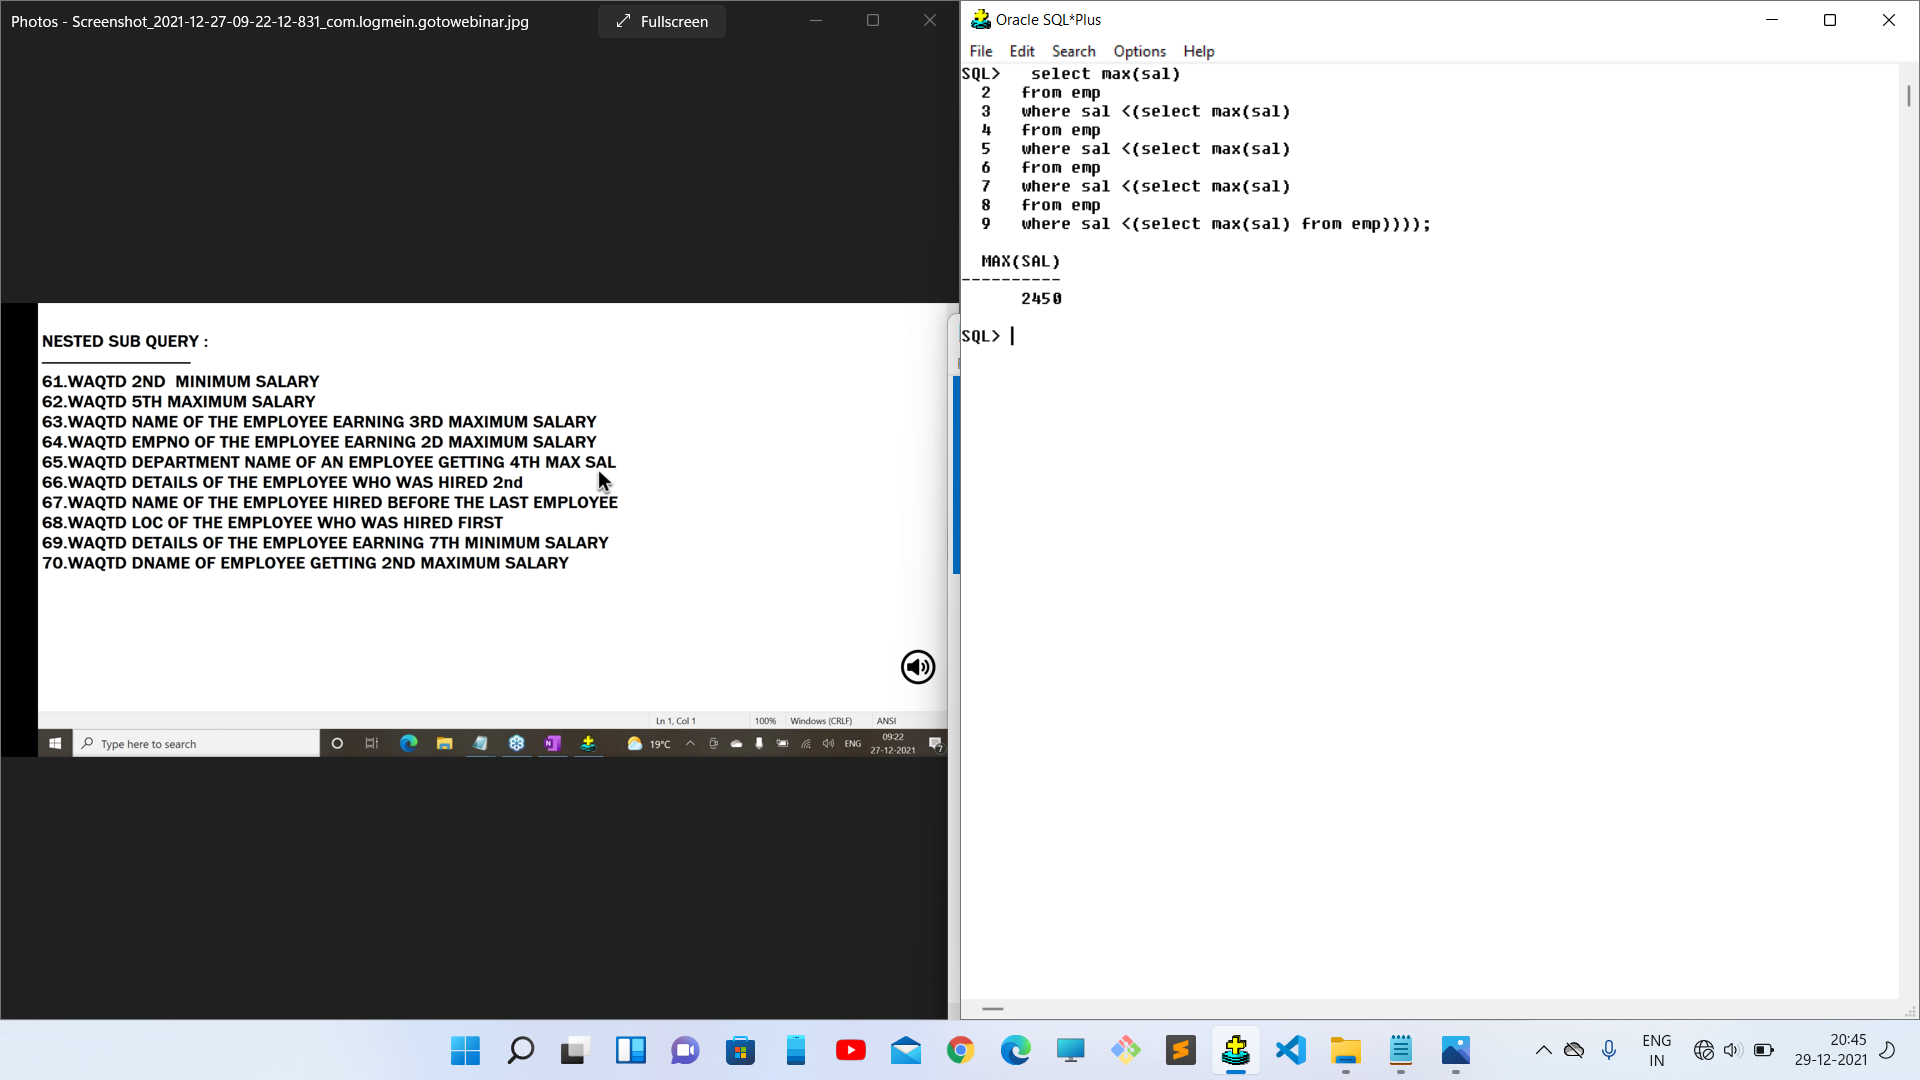 Photos - Screenshot_2021-12-27-09-22-12-831_com.logmein.gotowebinar.jpg
Fullscreen
NESTED SUB QUERY :
61.WAQTD 2ND  MINIMUM SALARY
62.WAQTD 5TH MAXIMUM SALARY
63.WAQTD NAME OF THE EMPLOYEE EARNING 3RD MAXIMUM SALARY
64.WAQTD EMPNO OF THE EMPLOYEE EARNING 2D MAXIMUM SALARY
65.WAQTD DEPARTMENT NAME OF AN EMPLOYEE GETTING 4TH MAX SAL
66.WAQTD DETAILS OF THE EMPLOYEE WHO WAS HIRED 2nd
67.WAQTD NAME OF THE EMPLOYEE HIRED BEFORE THE LAST EMPLOYEE
68.WAQTD LOC OF THE EMPLOYEE WHO WAS HIRED FIRST
69.WAQTD DETAILS OF THE EMPLOYEE EARNING 7TH MINIMUM SALARY
70.WAQTD DNAME OF EMPLOYEE GETTING 2ND MAXIMUM SALARY
Ln 1, Col 1 100% Windows (CRLF) ANSI
Type here to search 19°C ENG 09:22
27-12-2021 7
Oracle SQL*Plus
File Edit Search Options Help
SQL>   select max(sal)
2   from emp
3   where sal <(select max(sal)
4   from emp
5   where sal <(select max(sal)
6   from emp
7   where sal <(select max(sal)
8   from emp
9   where sal <(select max(sal) from emp))));
MAX(SAL)
----------
2450
SQL>
ENG
IN
20:45
29-12-2021